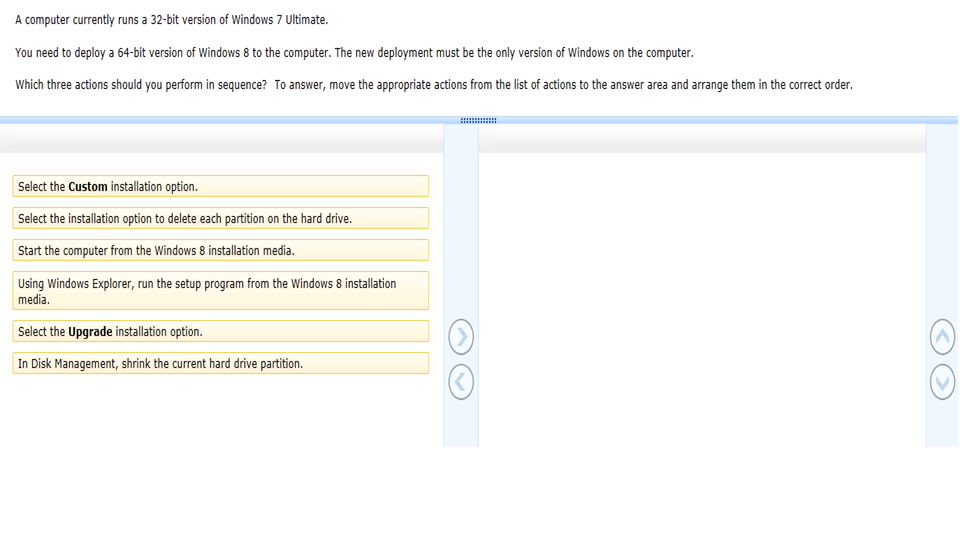 A computer currently runs a 32-bit version of Windows 7 Ultimate.
You need to deploy a 64-bit version of Windows 8 to the computer. The new deployment must be the only version of Windows on the computer.
Which three actions should you perform in sequence?  To answer, move the appropriate actions from the list of actions to the answer area and arrange them in the correct order.
Select the Custom installation option.
Select the installation option to delete each partition on the hard drive.
Start the computer from the Windows 8 installation media.
Using Windows Explorer, run the setup program from the Windows 8 installation
media.
Select the Upgrade installation option.
In Disk Management, shrink the current hard drive partition.